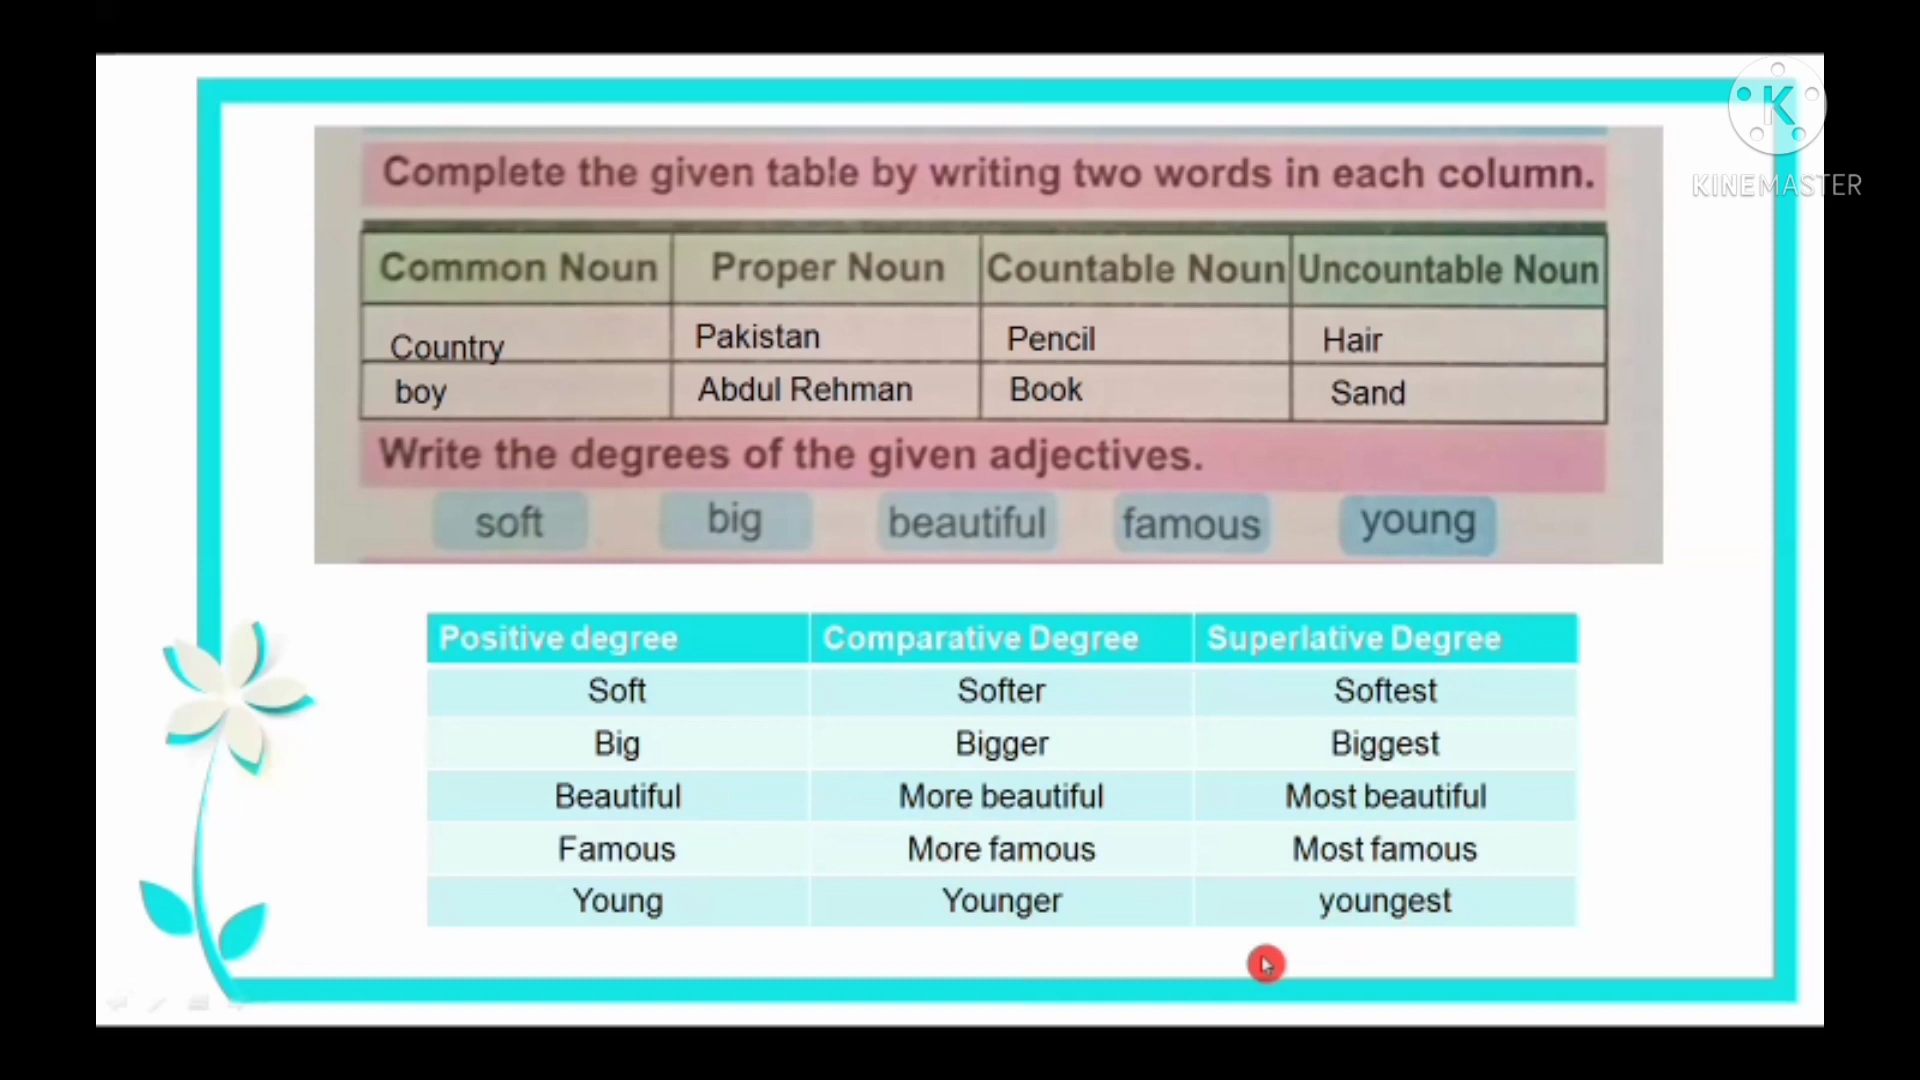 K
KINEMASTER
Complete the given table by writing two words in each column.
Common Noun Proper Noun Countable Noun Uncountable Noun
Country Pakistan Pencil Hair
boy Abdul Rehman Book Sand
Write the degrees of the given adjectives.
soft big beautiful famous young
Positive degree Comparative Degree Superlative Degree
Soft Softer Softest
Big Bigger Biggest
Beautiful More beautiful Most beautiful
Famous More famous Most famous
Young Younger youngest